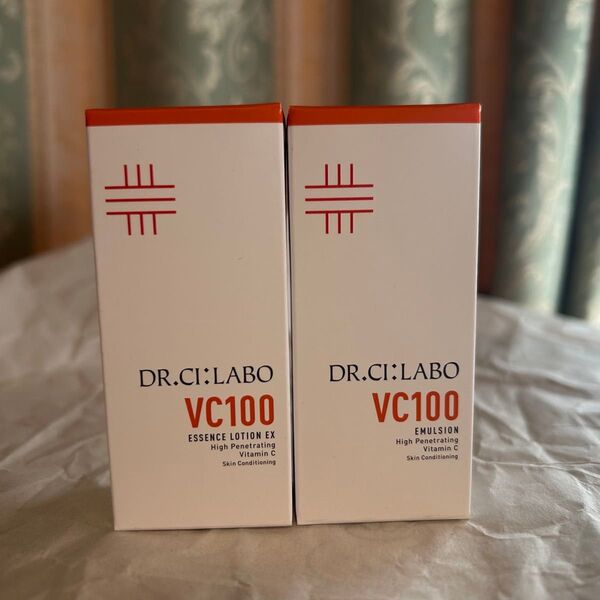 DR.CI:LABO
VC100
ESSENCE LOTION EX
High Penetrating
Vitamin C
Skin Conditioning
DR.CI:LABO
VC100
EMULSION
High Penetrating
Vitamin C
Skin Conditioning